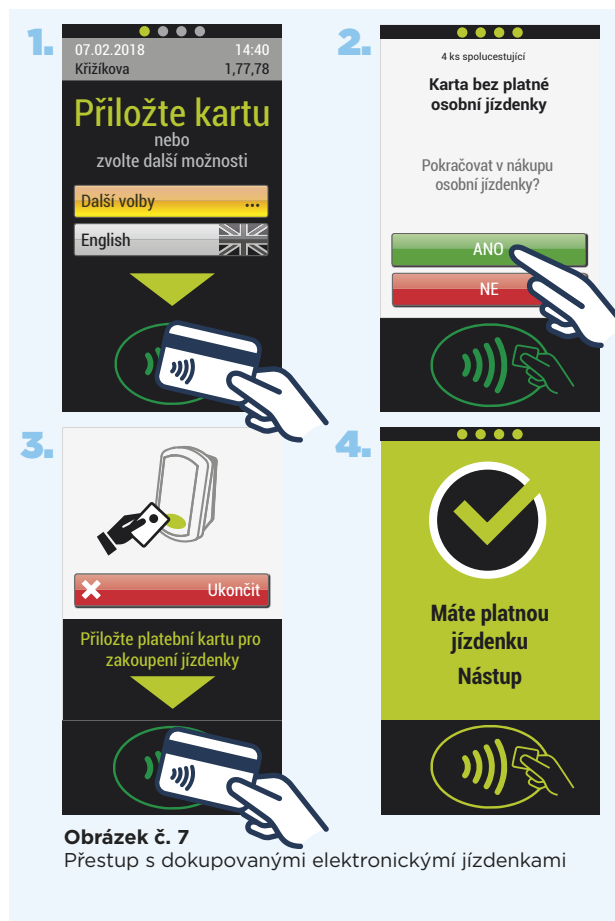 1.
07.02.2018 14:40
Křižíkova 1,77,78
Přiložte kartu
nebo
zvolte další možnosti
Další volby ...
English
2.
4 ks spolucestující
Karta bez platné
osobní jízdenky
Pokračovat v nákupu
osobní jízdenky?
ANO
NE
3.
Ukončit
Přiložte platební kartu pro
zakoupení jízdenky
4.
Máte platnou
jízdenku
Nástup
Obrázek č. 7
Přestup s dokupovanými elektronickýmí jízdenkami